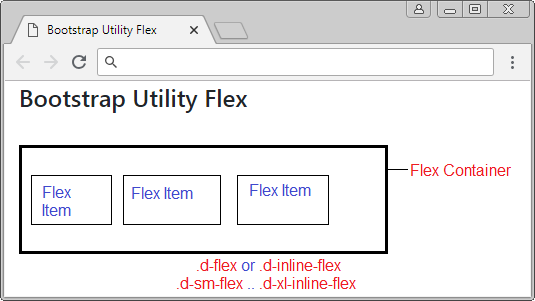 Bootstrap Utility Flex
Bootstrap Utility Flex
Flex Container
Flex
Item
Flex Item
Flex Item
.d-flex or .d-inline-flex
.d-sm-flex .. .d-xl-inline-flex